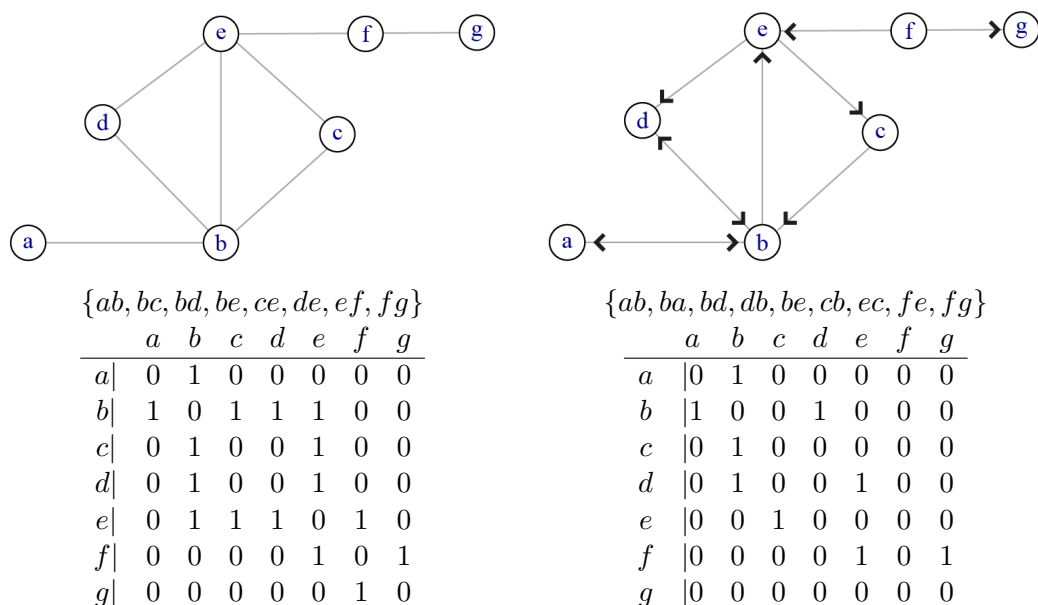 e f g
d c
a b
{ab, bc, bd, be, ce, de, ef, fg}
a b c d e f g
a| 0 1 0 0 0 0 0
b| 1 0 1 1 1 0 0
c| 0 1 0 0 1 0 0
d| 0 1 0 0 1 0 0
e| 0 1 1 1 0 1 0
f| 0 0 0 0 1 0 1
g| 0 0 0 0 0 1 0
e f g
d c
a b
{ab, ba, bd, db, be, cb, ec, fe, fg}
a b c d e f g
a |0 1 0 0 0 0 0
b |1 0 0 1 0 0 0
c |0 1 0 0 0 0 0
d |0 1 0 0 1 0 0
e |0 0 1 0 0 0 0
f |0 0 0 0 1 0 1
g |0 0 0 0 0 0 0